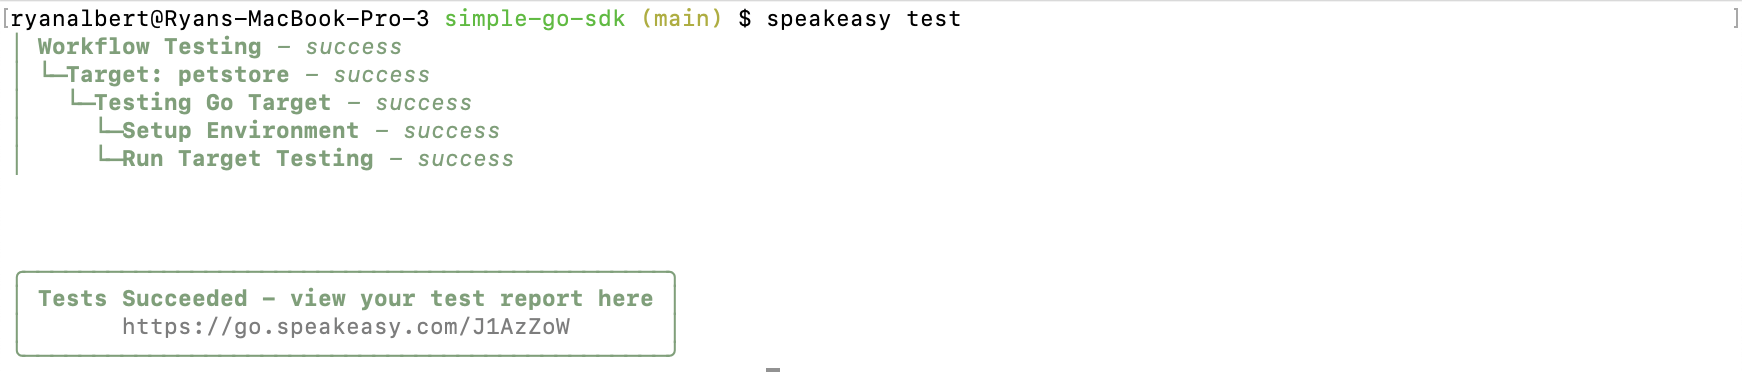 [ryanalbert@Ryans-MacBook-Pro-3 simple-go-sdk (main) $ speakeasy test ]
Workflow Testing – success
└─Target: petstore – success
└─Testing Go Target – success
└─Setup Environment – success
└─Run Target Testing – success
Tests Succeeded – view your test report here
https://go.speakeasy.com/J1AzZoW